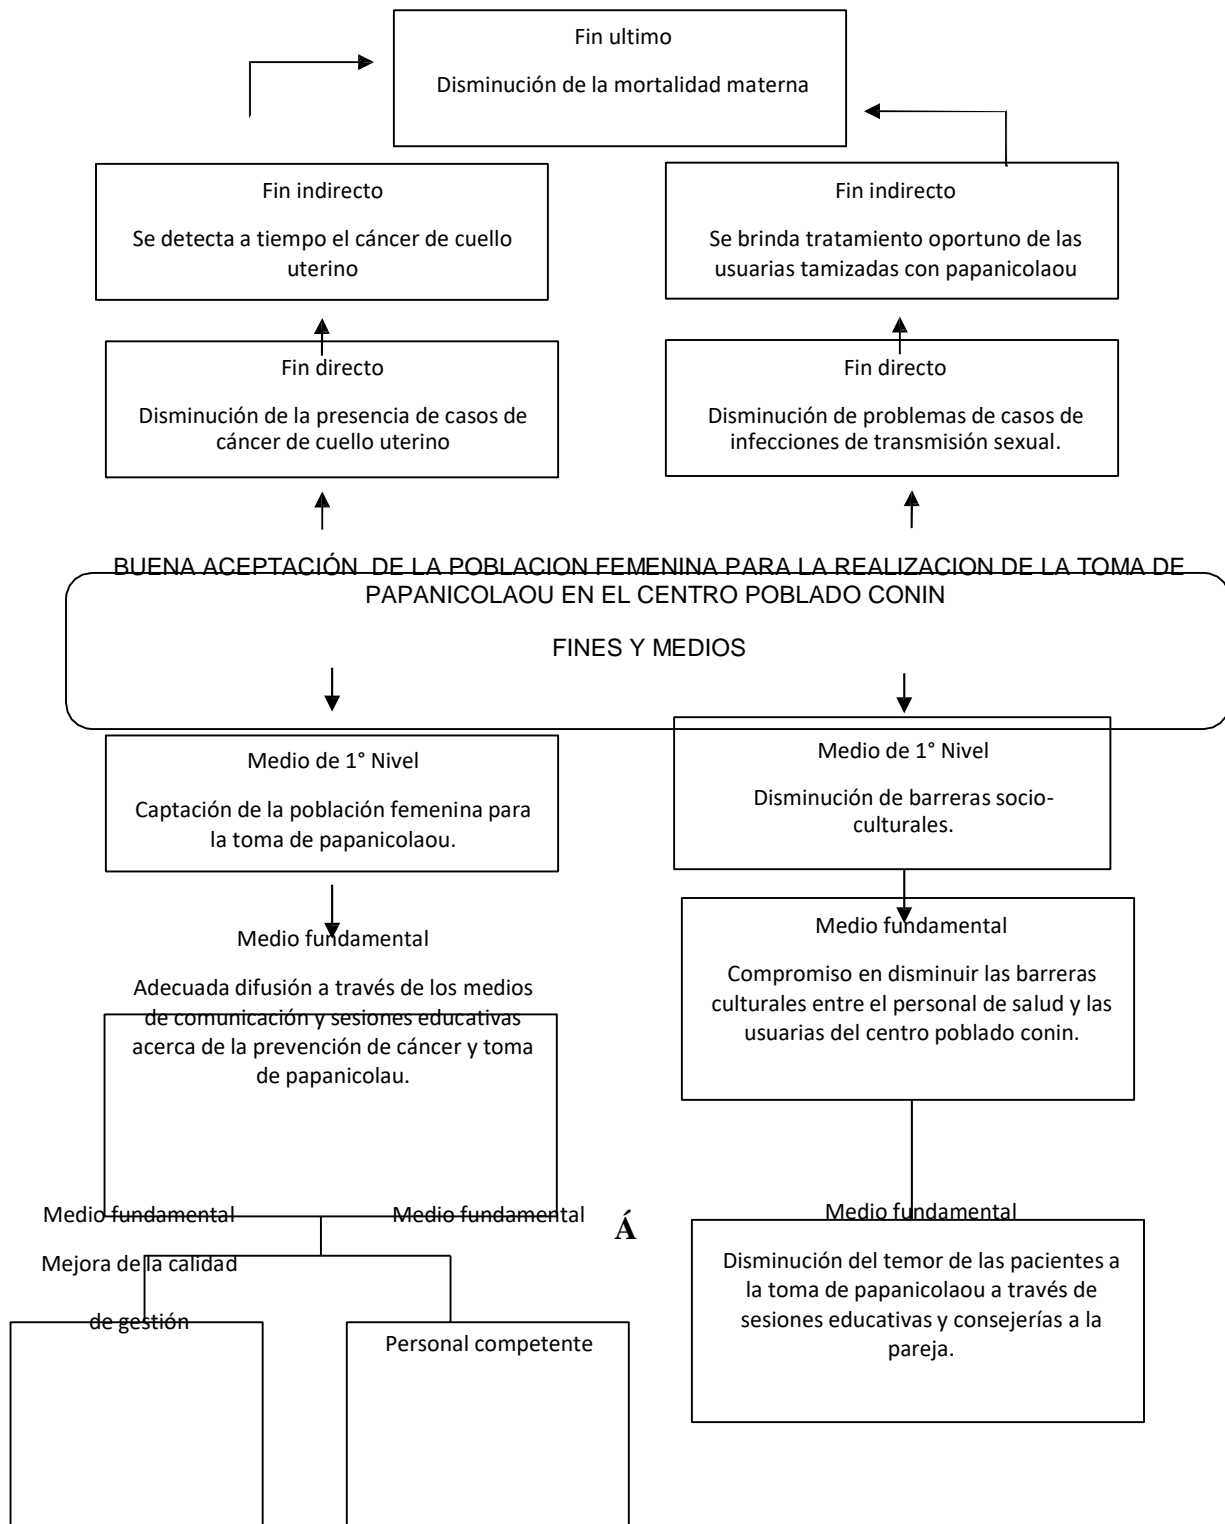 Fin ultimo
Disminución de la mortalidad materna
Fin indirecto
Se detecta a tiempo el cáncer de cuello
uterino
Fin indirecto
Se brinda tratamiento oportuno de las
usuarias tamizadas con papanicolaou
Fin directo
Disminución de la presencia de casos de
cáncer de cuello uterino
Fin directo
Disminución de problemas de casos de
infecciones de transmisión sexual.
BUENA ACEPTACIÓN DE LA POBLACION FEMENINA PARA LA REALIZACION DE LA TOMA DE
PAPANICOLAOU EN EL CENTRO POBLADO CONIN
FINES Y MEDIOS
Medio de 1° Nivel
Captación de la población femenina para
la toma de papanicolaou.
Medio de 1° Nivel
Disminución de barreras socio-
culturales.
Medio fundamental
Adecuada difusión a través de los medios
de comunicación y sesiones educativas
acerca de la prevención de cáncer y toma
de papanicolau.
Medio fundamental
Compromiso en disminuir las barreras
culturales entre el personal de salud y las
usuarias del centro poblado conin.
Medio fundamental
Mejora de la calidad
de gestión
Medio fundamental
Personal competente
Á
Medio fundamental
Disminución del temor de las pacientes a
la toma de papanicolaou a través de
sesiones educativas y consejerías a la
pareja.